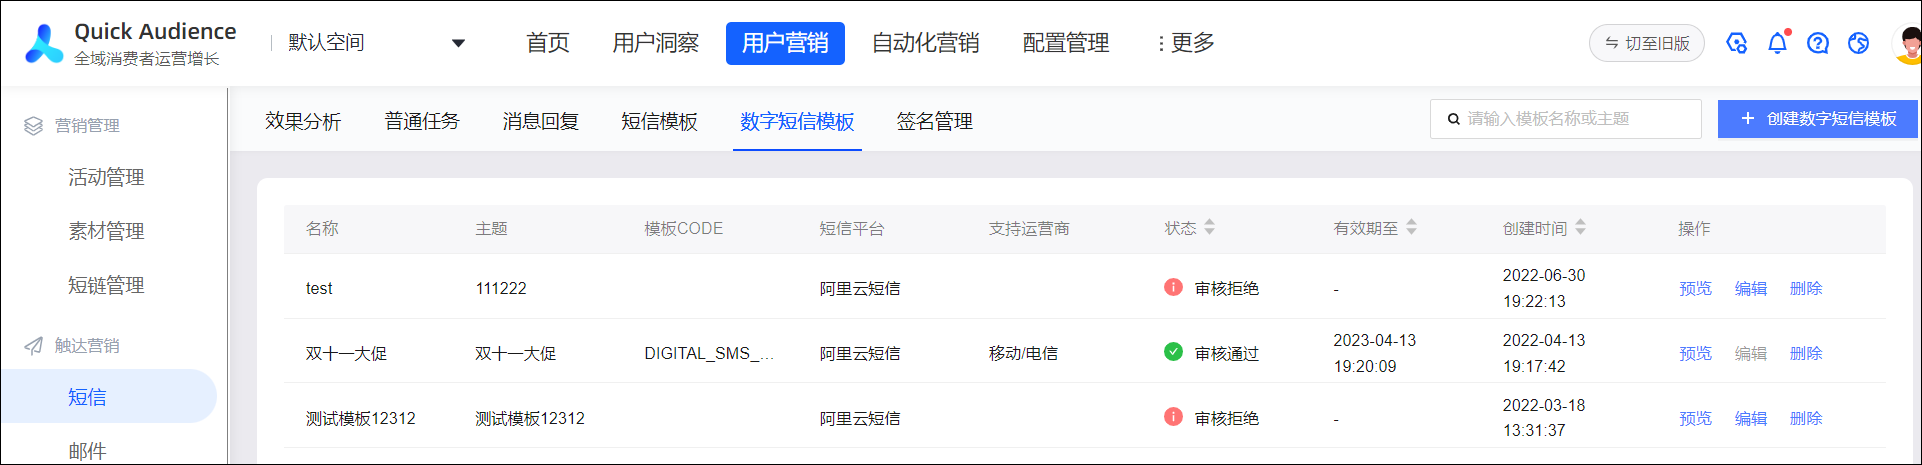 Quick Audience
全域消费者运营增长
默认空间
首页 用户洞察 用户营销 自动化营销 配置管理 更多
切至旧版
营销管理
活动管理
素材管理
短链管理
触达营销
短信
邮件
效果分析 普通任务 消息回复 短信模板 数字短信模板 签名管理
请输入模板名称或主题
+ 创建数字短信模板
名称 主题 模板CODE 短信平台 支持运营商 状态 有效期至 创建时间 操作
test 111222 阿里云短信 审核拒绝 - 2022-06-30 19:22:13 预览 编辑 删除
双十一大促 双十一大促 DIGITAL_SMS_... 阿里云短信 移动/电信 审核通过 2023-04-13 19:20:09 2022-04-13 19:17:42 预览 编辑 删除
测试模板12312 测试模板12312 阿里云短信 审核拒绝 - 2022-03-18 13:31:37 预览 编辑 删除